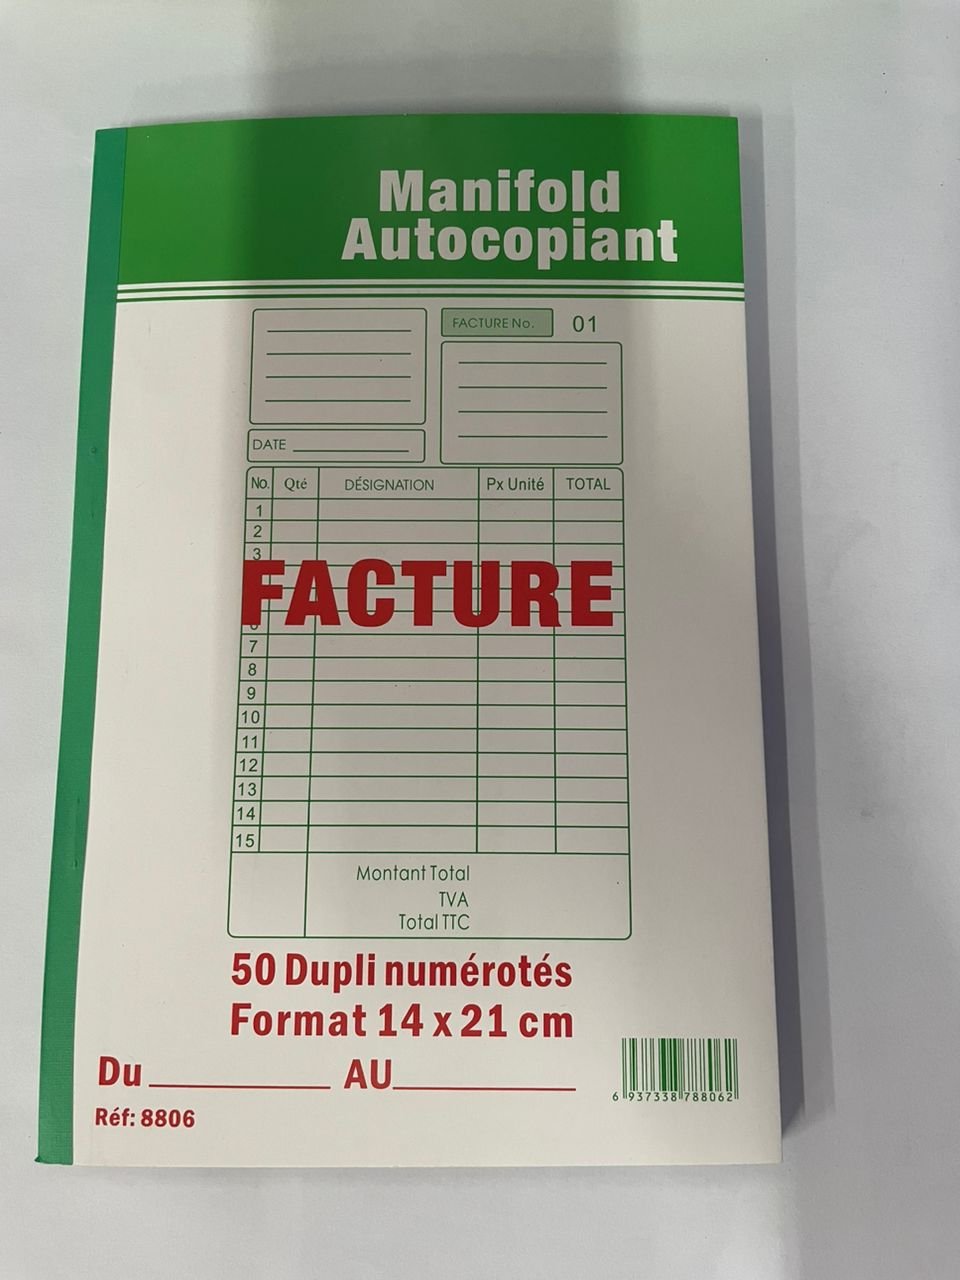 Manifold
Autocopiant
FACTURE No. 01
DATE
No. Qté DÉSIGNATION Px Unité TOTAL
1
2
3
FACTURE
6
7
8
9
10
11
12
13
14
15
Montant Total
TVA
Total TTC
50 Dupli numérotés
Format 14 x 21 cm
Du AU
Réf: 8806
6 937338 788062